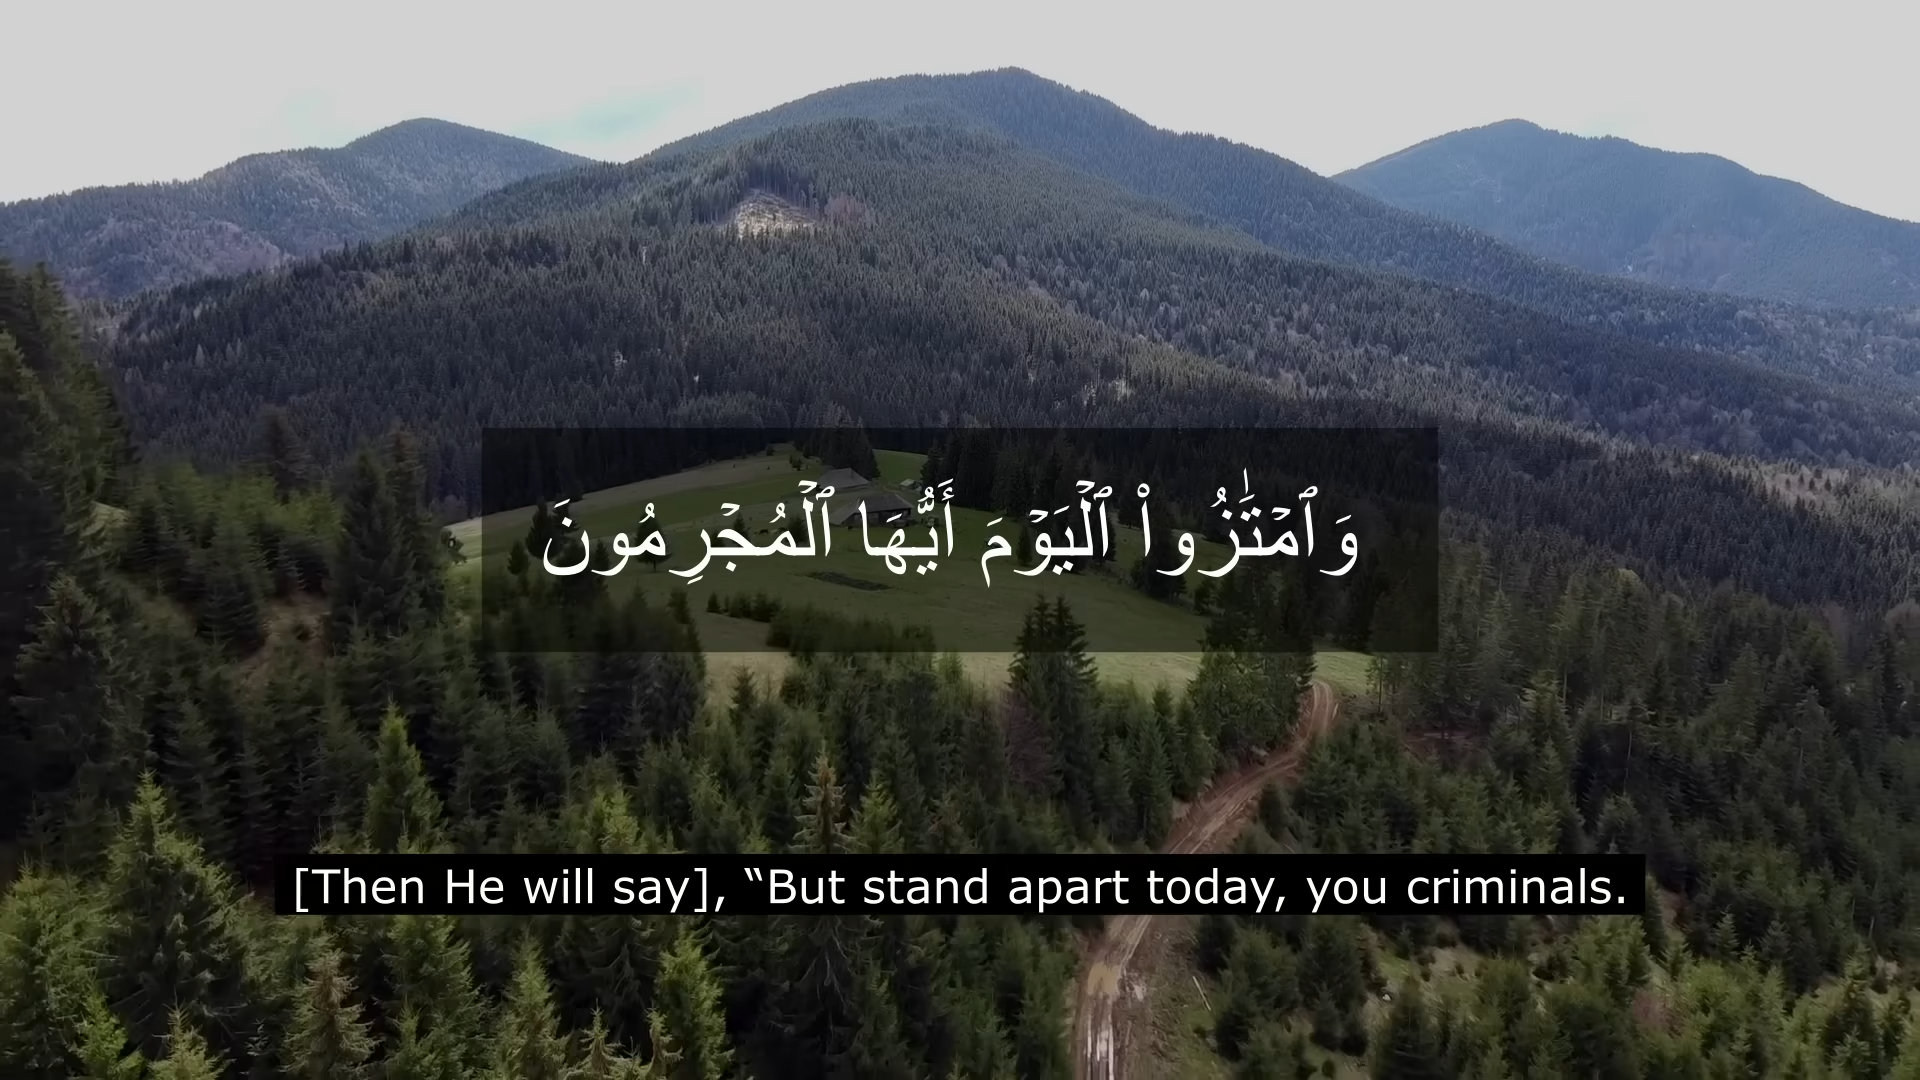 وَٱمْتَـٰزُوا۟ ٱلْيَوْمَ أَيُّهَا ٱلْمُجْرِمُونَ
[Then He will say], “But stand apart today, you criminals.